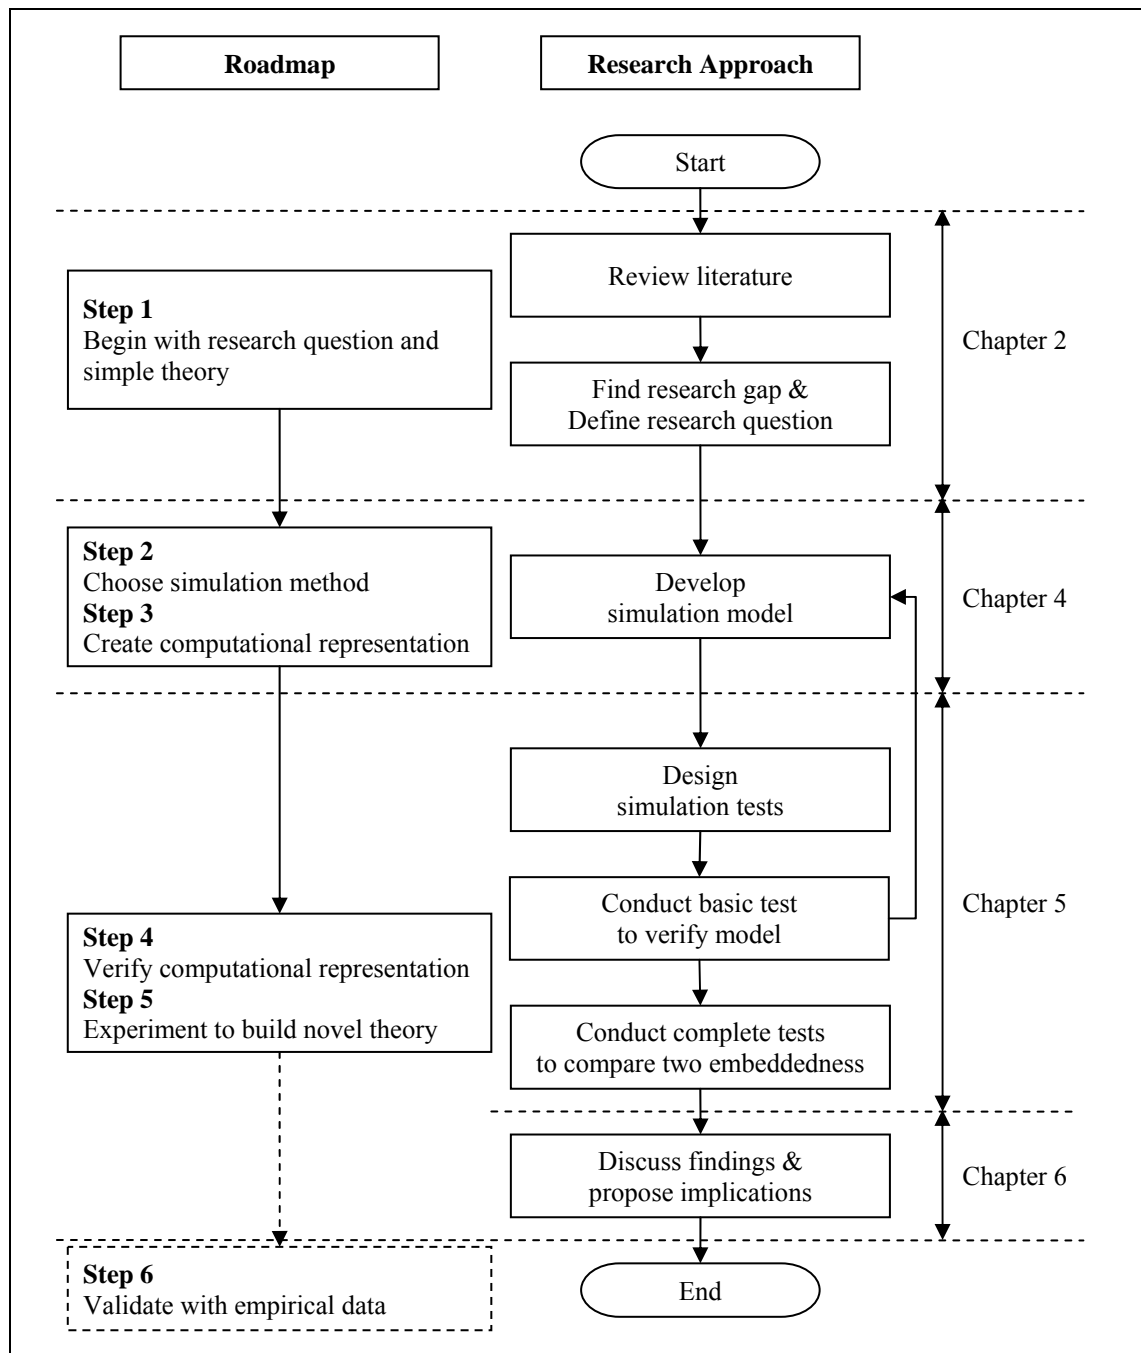 Roadmap
Research Approach
Start
Review literature
Step 1
Begin with research question and
simple theory
Chapter 2
Find research gap &
Define research question
Step 2
Choose simulation method
Step 3
Create computational representation
Develop
simulation model
Chapter 4
Design
simulation tests
Conduct basic test
to verify model
Chapter 5
Step 4
Verify computational representation
Step 5
Experiment to build novel theory
Conduct complete tests
to compare two embeddedness
Discuss findings &
propose implications
Chapter 6
Step 6
Validate with empirical data
End